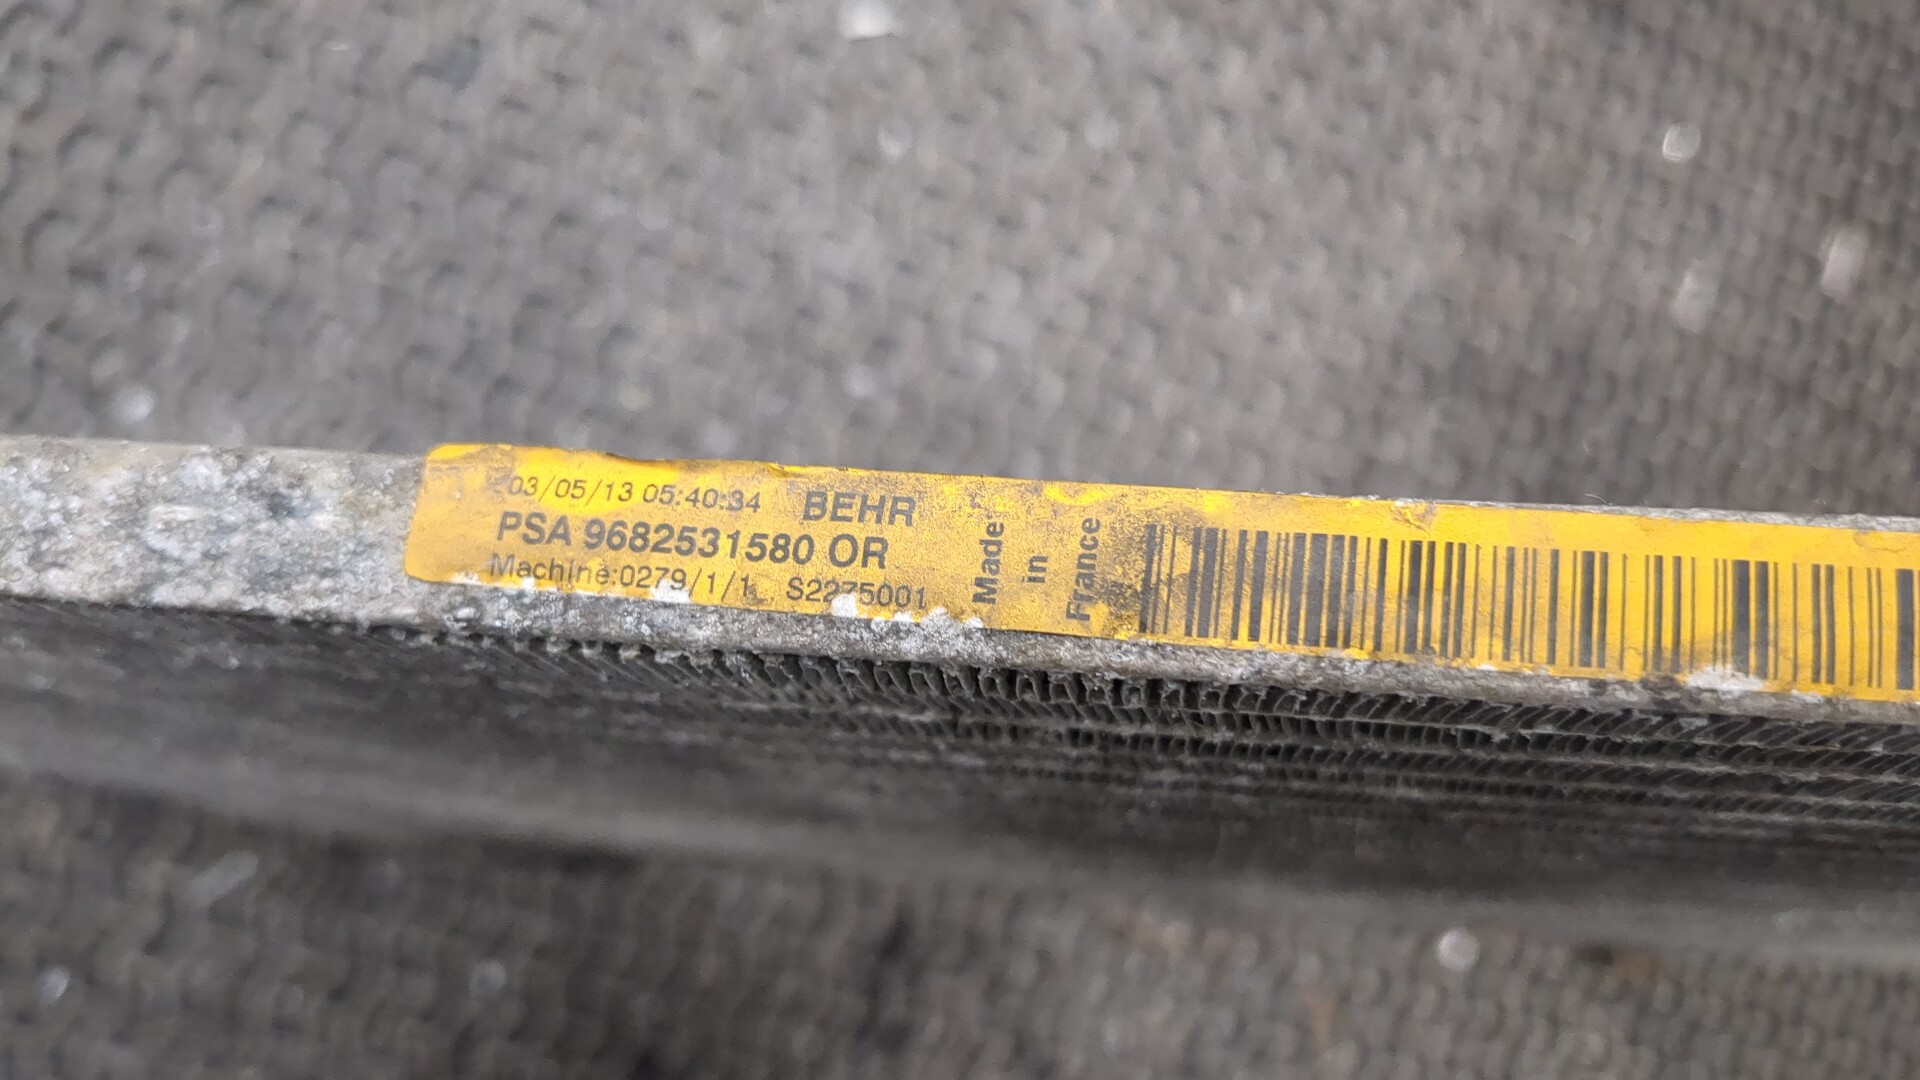 03/05/13 05:40:34 BEHR
PSA 9682531580 OR
Machine:0279/1/1 S2275001
Made
in
France